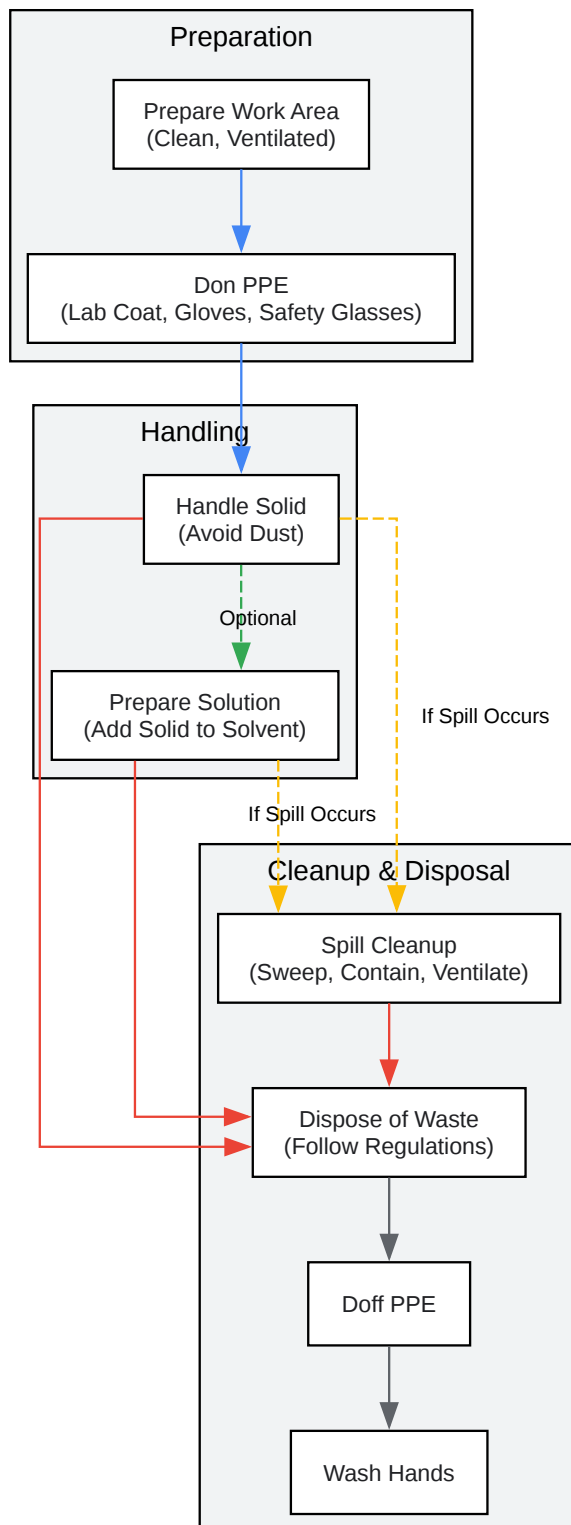 Preparation
Prepare Work Area
(Clean, Ventilated)
Don PPE
(Lab Coat, Gloves, Safety Glasses)
Handling
Handle Solid
(Avoid Dust)
Optional
Prepare Solution
(Add Solid to Solvent)
If Spill Occurs
If Spill Occurs
Cleanup & Disposal
Spill Cleanup
(Sweep, Contain, Ventilate)
Dispose of Waste
(Follow Regulations)
Doff PPE
Wash Hands